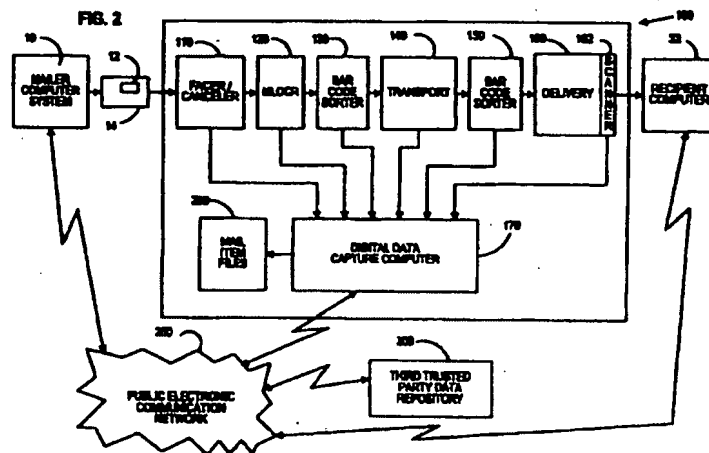 FIG. 2
100
10
12
110
120
130
140
150
160
162
22
MAILER
COMPUTER
SYSTEM
14
FACER /
CANCELER
MLOCR
BAR
CODE
SORTER
TRANSPORT
BAR
CODE
SORTER
DELIVERY
SCANNER
RECIPIENT
COMPUTER
MAIL
ITEM
FILES
DIGITAL DATA
CAPTURE COMPUTER
170
200
PUBLIC ELECTRONIC
COMMUNICATION
NETWORK
THIRD TRUSTED
PARTY DATA
REPOSITORY